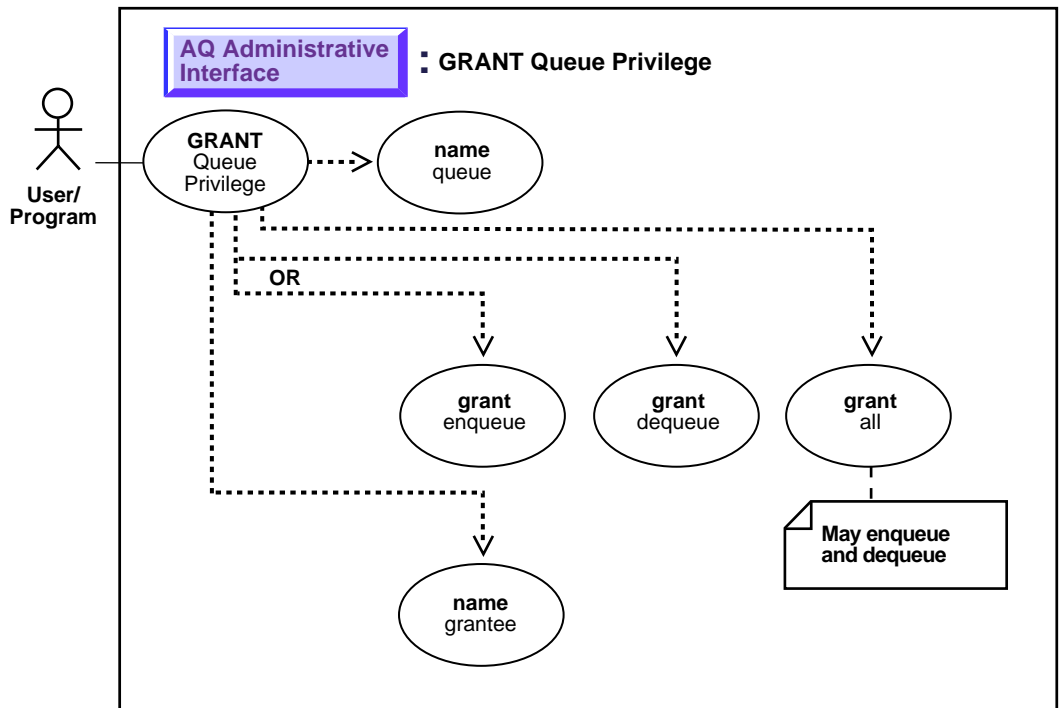 AQ Administrative
Interface
: GRANT Queue Privilege
User/
Program
GRANT
Queue
Privilege
name
queue
OR
grant
enqueue
grant
dequeue
grant
all
May enqueue
and dequeue
name
grantee